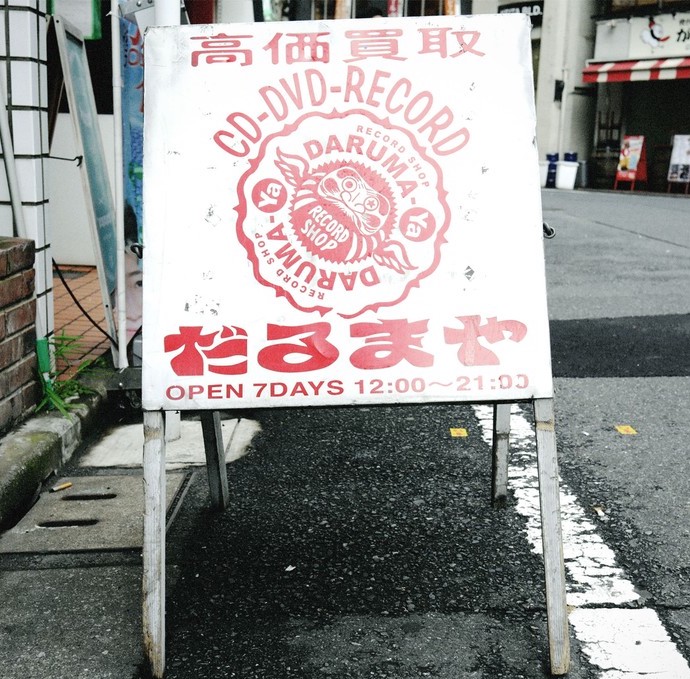 高価買取
CD-DVD-RECORD
RECORD SHOP
DARUMA-Ya
RECORD
SHOP
DARUMA-Ya
RECORD SHOP
だるまや
OPEN 7DAYS 12:00～21:00